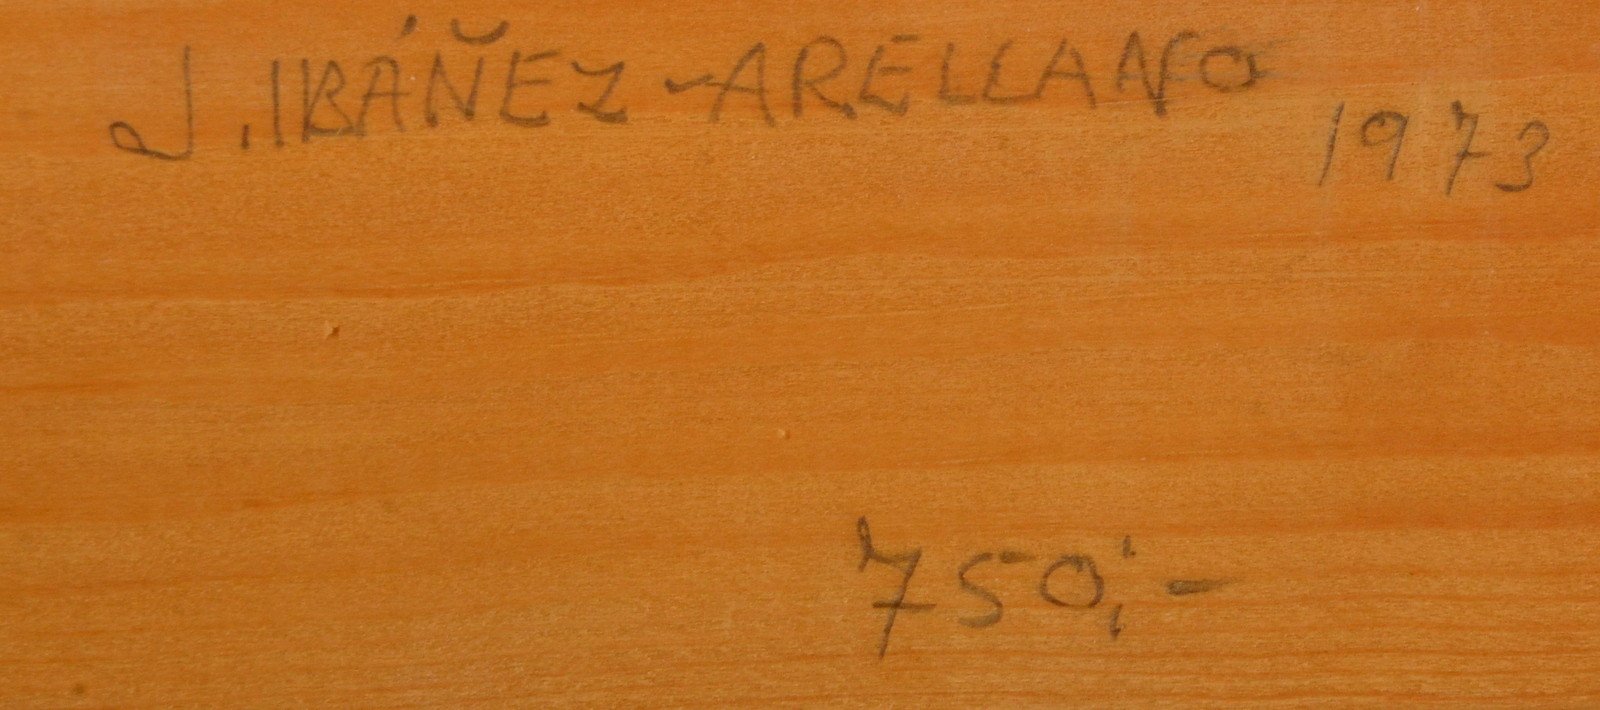 J. IBÁÑEZ-ARELLANO
1973
750,-